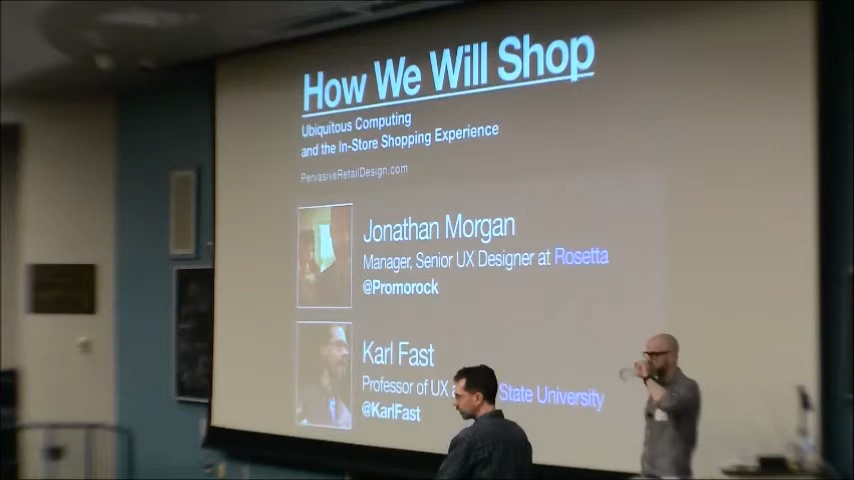 How We Will Shop
Ubiquitous Computing
and the In-Store Shopping Experience
PervasiveRetailDesign.com
Jonathan Morgan
Manager, Senior UX Designer at Rosetta
@Promorock
Karl Fast
Professor of UX State University
@KarlFast